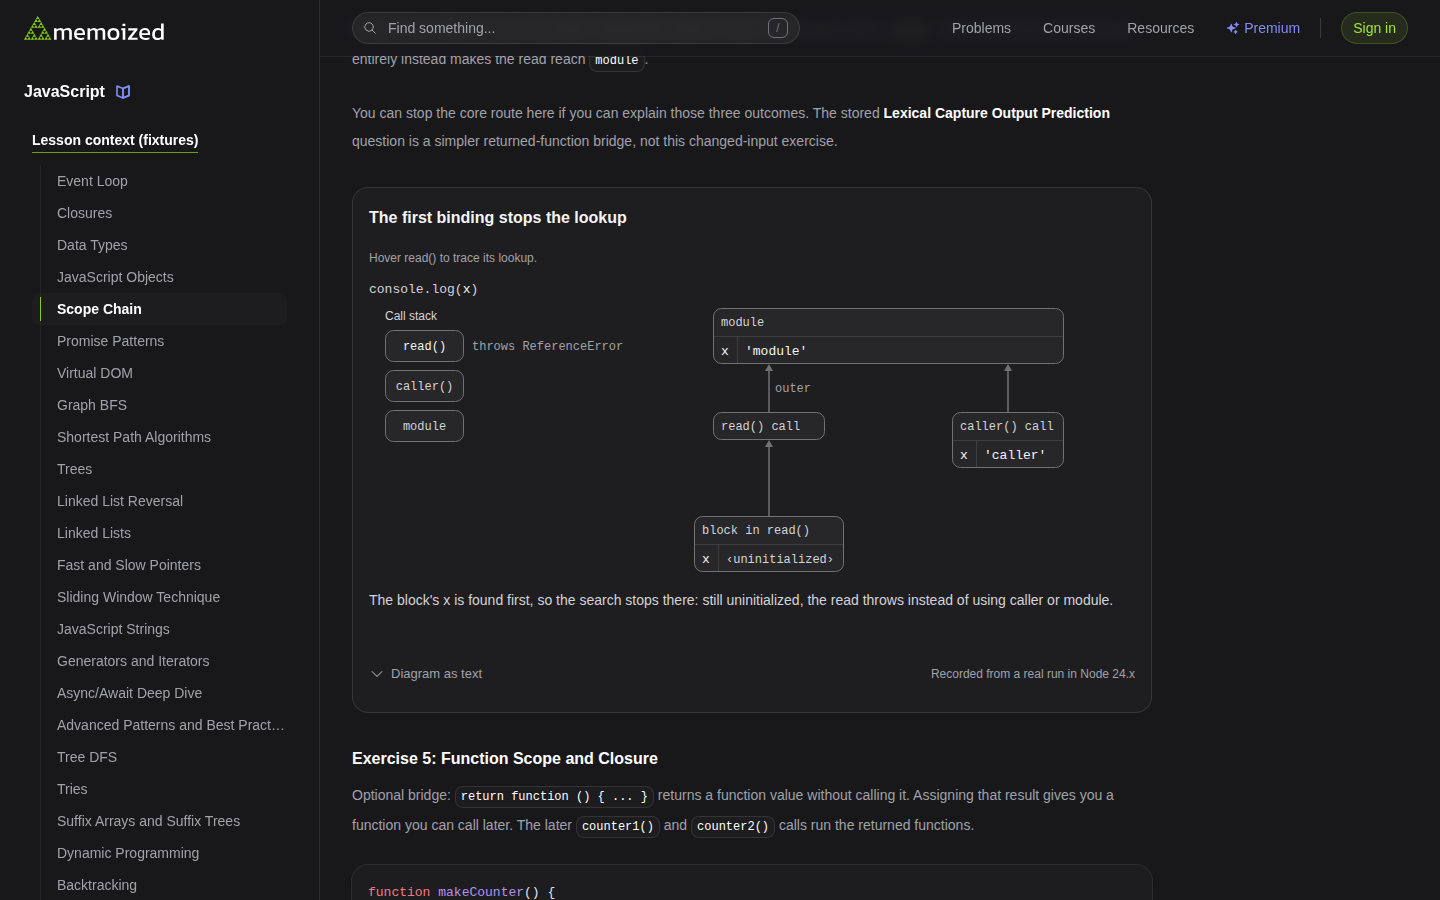 memoized
Find something...
/
Problems
Courses
Resources
Premium
Sign in
JavaScript
Lesson context (fixtures)
Event Loop
Closures
Data Types
JavaScript Objects
Scope Chain
Promise Patterns
Virtual DOM
Graph BFS
Shortest Path Algorithms
Trees
Linked List Reversal
Linked Lists
Fast and Slow Pointers
Sliding Window Technique
JavaScript Strings
Generators and Iterators
Async/Await Deep Dive
Advanced Patterns and Best Pract…
Tree DFS
Tries
Suffix Arrays and Suffix Trees
Dynamic Programming
Backtracking
entirely instead makes the read reach module.
You can stop the core route here if you can explain those three outcomes. The stored Lexical Capture Output Prediction
question is a simpler returned-function bridge, not this changed-input exercise.
The first binding stops the lookup
Hover read() to trace its lookup.
console.log(x)
Call stack
read()
throws ReferenceError
caller()
module
module
x 'module'
outer
read() call
caller() call
x 'caller'
block in read()
x ‹uninitialized›
The block's x is found first, so the search stops there: still uninitialized, the read throws instead of using caller or module.
Diagram as text
Recorded from a real run in Node 24.x
Exercise 5: Function Scope and Closure
Optional bridge: return function () { ... } returns a function value without calling it. Assigning that result gives you a
function you can call later. The later counter1() and counter2() calls run the returned functions.
function makeCounter() {